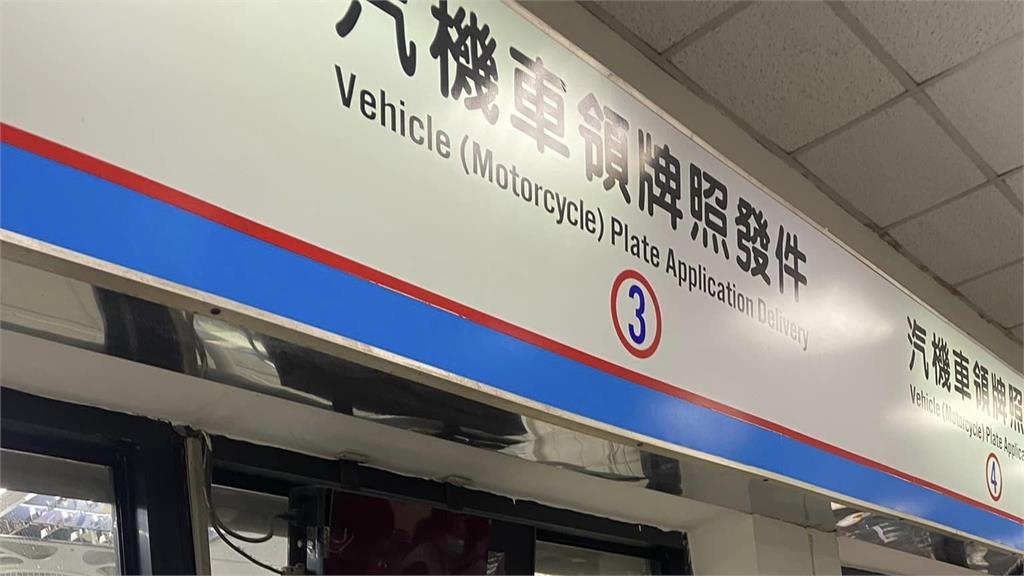 汽機車領牌照發件
Vehicle (Motorcycle) Plate Application Delivery
3
汽機車領牌照
Vehicle (Motorcycle) Plate Applica
4